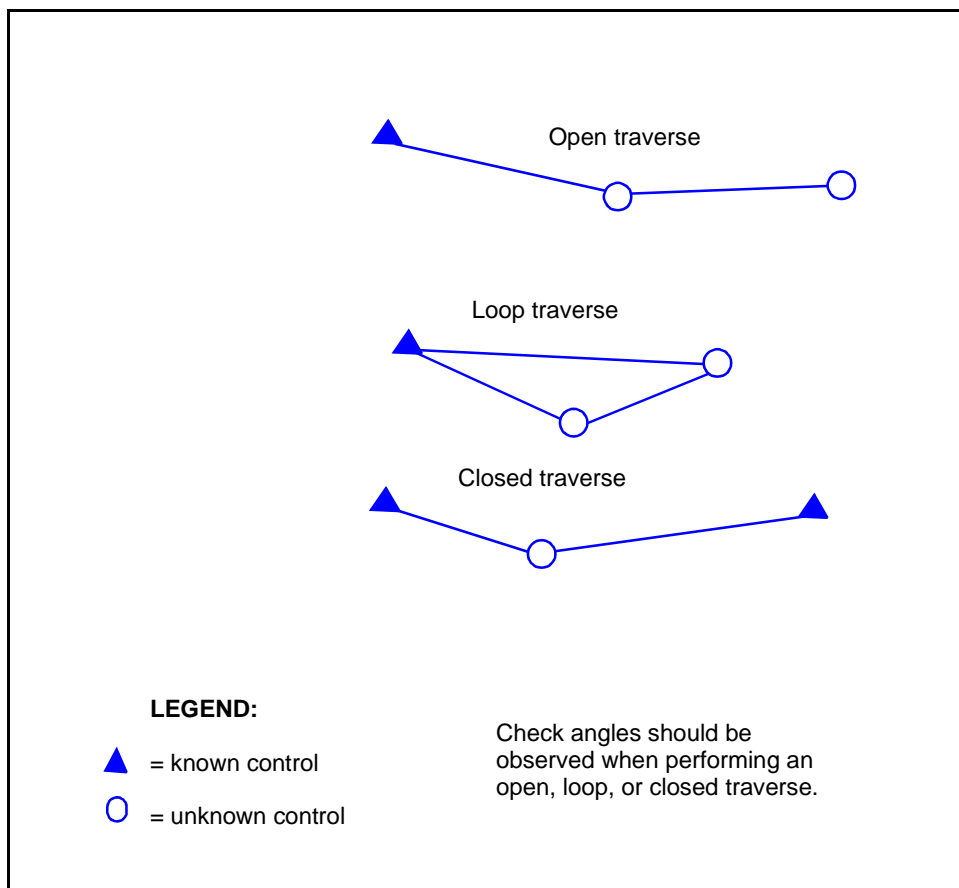 Open traverse
Loop traverse
Closed traverse
LEGEND:
= known control
= unknown control
Check angles should be
observed when performing an
open, loop, or closed traverse.